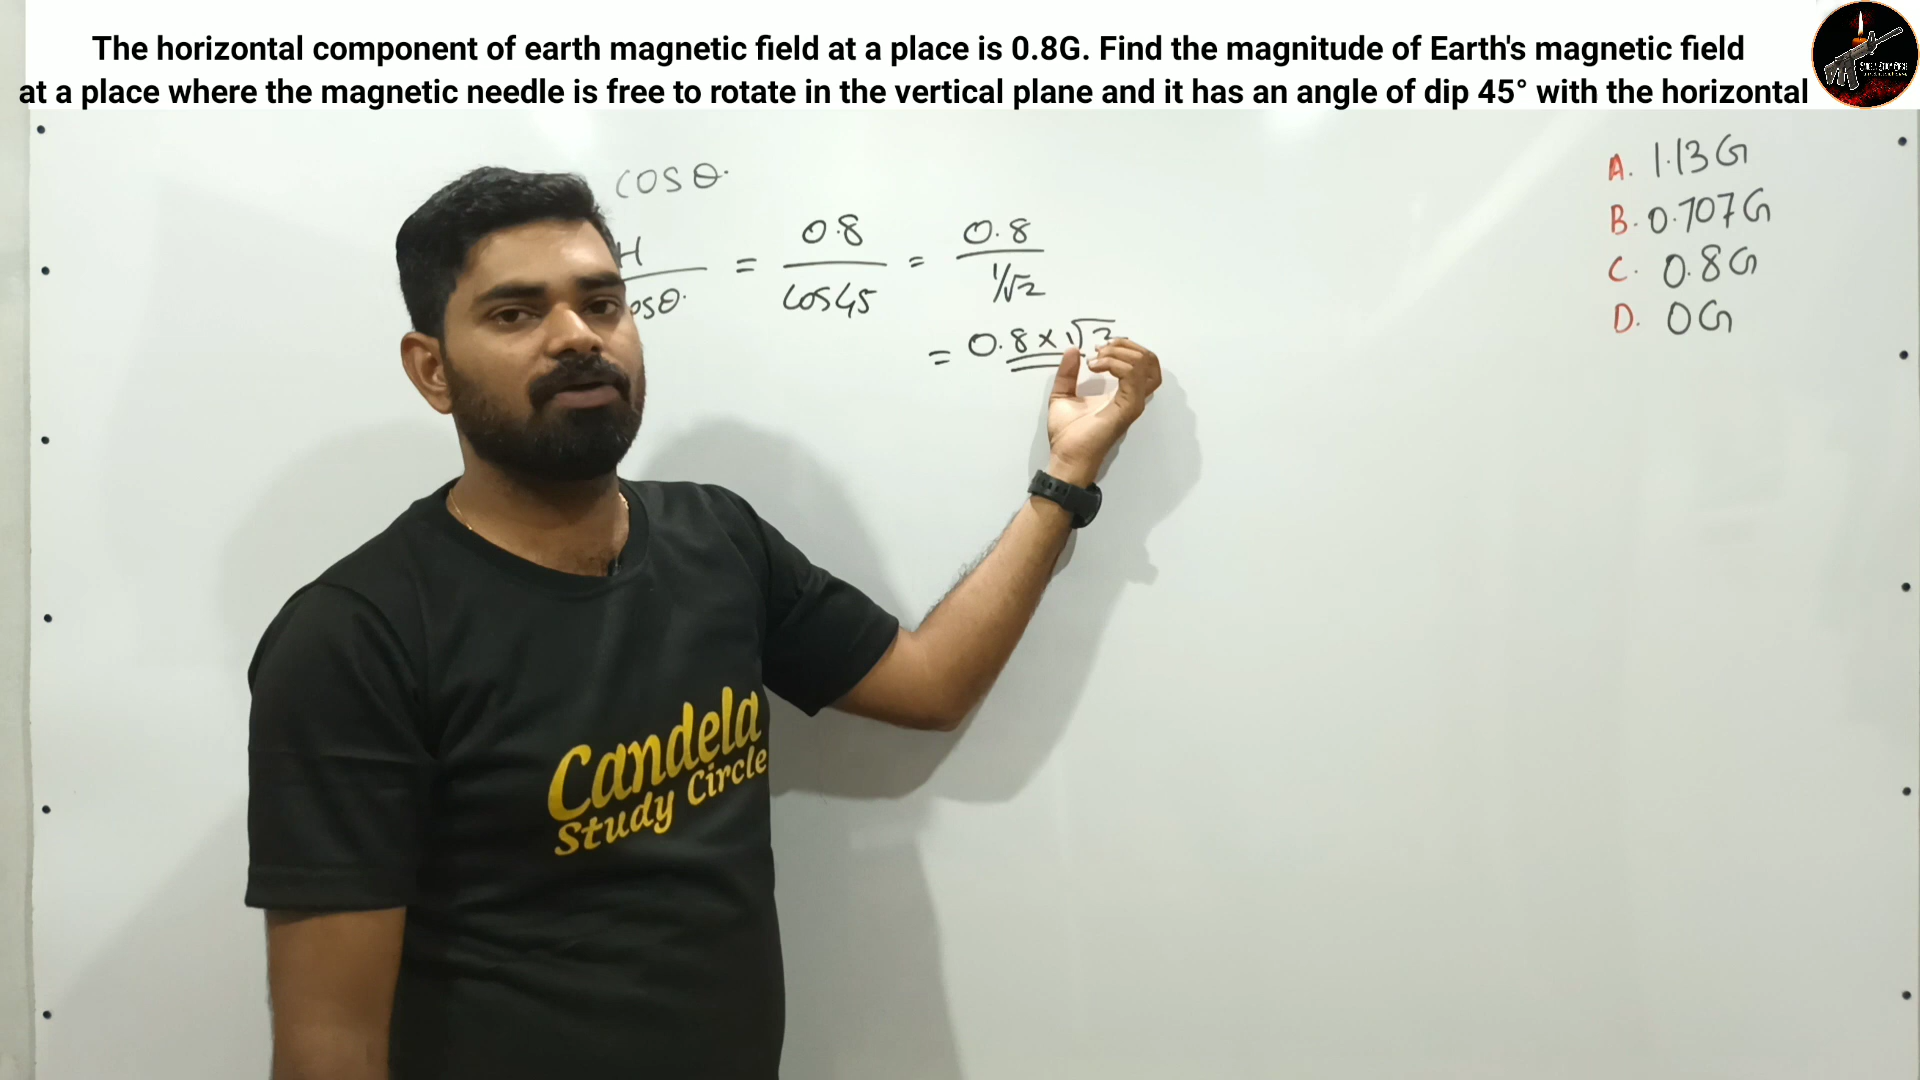 The horizontal component of earth magnetic field at a place is 0.8G. Find the magnitude of Earth's magnetic field
at a place where the magnetic needle is free to rotate in the vertical plane and it has an angle of dip 45° with the horizontal
A. 1.13G
B. 0.707G
C. 0.8G
D. 0G
cosθ
H/osθ = 0.8/cos45 = 0.8/1/√2
= 0.8 × √2
Candela
Study Circle